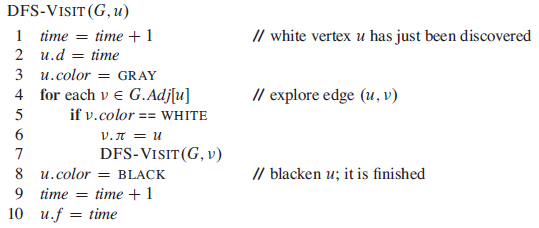 DFS-VISIT(G, u)
1 time = time + 1 // white vertex u has just been discovered
2 u.d = time
3 u.color = GRAY
4 for each v ∈ G.Adj[u] // explore edge (u, v)
5 if v.color == WHITE
6 v.π = u
7 DFS-VISIT(G, v)
8 u.color = BLACK // blacken u; it is finished
9 time = time + 1
10 u.f = time